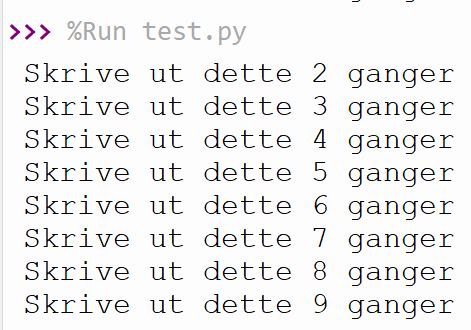 >>> %Run test.py
Skrive ut dette 2 ganger
Skrive ut dette 3 ganger
Skrive ut dette 4 ganger
Skrive ut dette 5 ganger
Skrive ut dette 6 ganger
Skrive ut dette 7 ganger
Skrive ut dette 8 ganger
Skrive ut dette 9 ganger